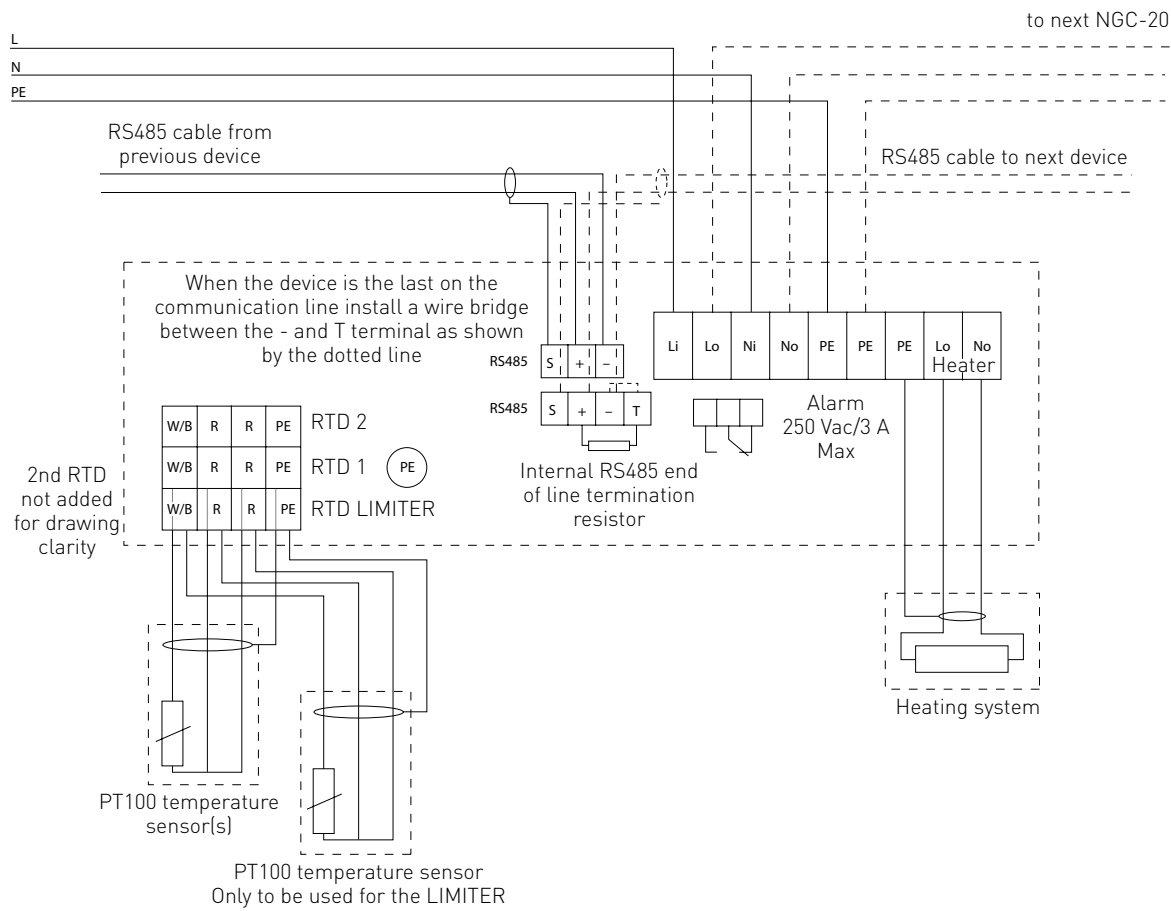 to next NGC-20
L
N
PE
RS485 cable from
previous device
RS485 cable to next device
When the device is the last on the
communication line install a wire bridge
between the - and T terminal as shown
by the dotted line
RS485 S + –
RS485 S + – T
Li Lo Ni No PE PE PE Lo No
Heater
Alarm
250 Vac/3 A
Max
Internal RS485 end
of line termination
resistor
W/B R R PE RTD 2
W/B R R PE RTD 1 PE
W/B R R PE RTD LIMITER
2nd RTD
not added
for drawing
clarity
Heating system
PT100 temperature
sensor(s)
PT100 temperature sensor
Only to be used for the LIMITER